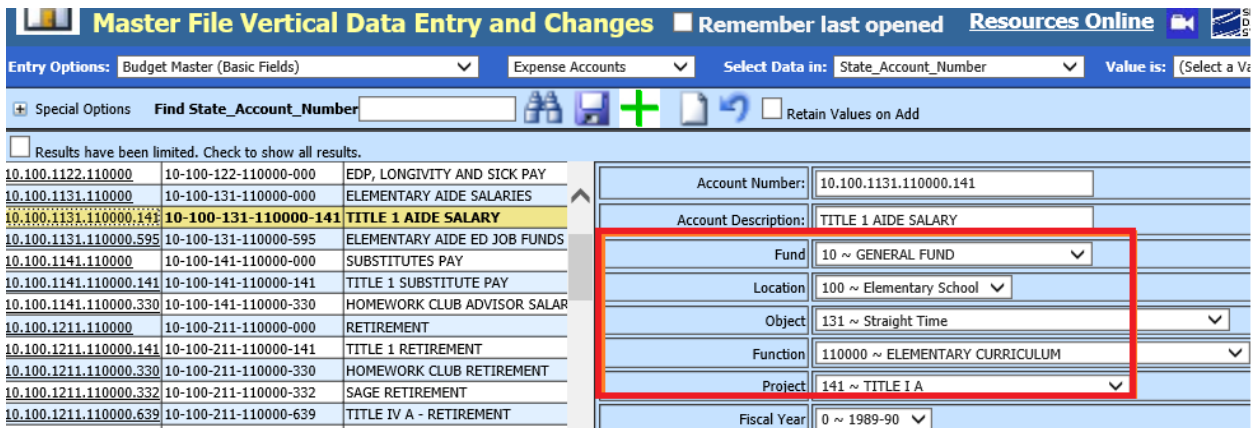 Master File Vertical Data Entry and Changes Remember last opened Resources Online
Entry Options: Budget Master (Basic Fields) Expense Accounts Select Data in: State_Account_Number Value is: (Select a Va
Special Options Find State_Account_Number Retain Values on Add
Results have been limited. Check to show all results.
10.100.1122.110000 10-100-122-110000-000 EDP, LONGIVITY AND SICK PAY
10.100.1131.110000 10-100-131-110000-000 ELEMENTARY AIDE SALARIES
10.100.1131.110000.141 10-100-131-110000-141 TITLE 1 AIDE SALARY
10.100.1131.110000.595 10-100-131-110000-595 ELEMENTARY AIDE ED JOB FUNDS
10.100.1141.110000 10-100-141-110000-000 SUBSTITUTES PAY
10.100.1141.110000.141 10-100-141-110000-141 TITLE 1 SUBSTITUTE PAY
10.100.1141.110000.330 10-100-141-110000-330 HOMEWORK CLUB ADVISOR SALAR
10.100.1211.110000 10-100-211-110000-000 RETIREMENT
10.100.1211.110000.141 10-100-211-110000-141 TITLE 1 RETIREMENT
10.100.1211.110000.330 10-100-211-110000-330 HOMEWORK CLUB RETIREMENT
10.100.1211.110000.332 10-100-211-110000-332 SAGE RETIREMENT
10.100.1211.110000.639 10-100-211-110000-639 TITLE IV A - RETIREMENT
Account Number: 10.100.1131.110000.141
Account Description: TITLE 1 AIDE SALARY
Fund 10 ~ GENERAL FUND
Location 100 ~ Elementary School
Object 131 ~ Straight Time
Function 110000 ~ ELEMENTARY CURRICULUM
Project 141 ~ TITLE I A
Fiscal Year 0 ~ 1989-90